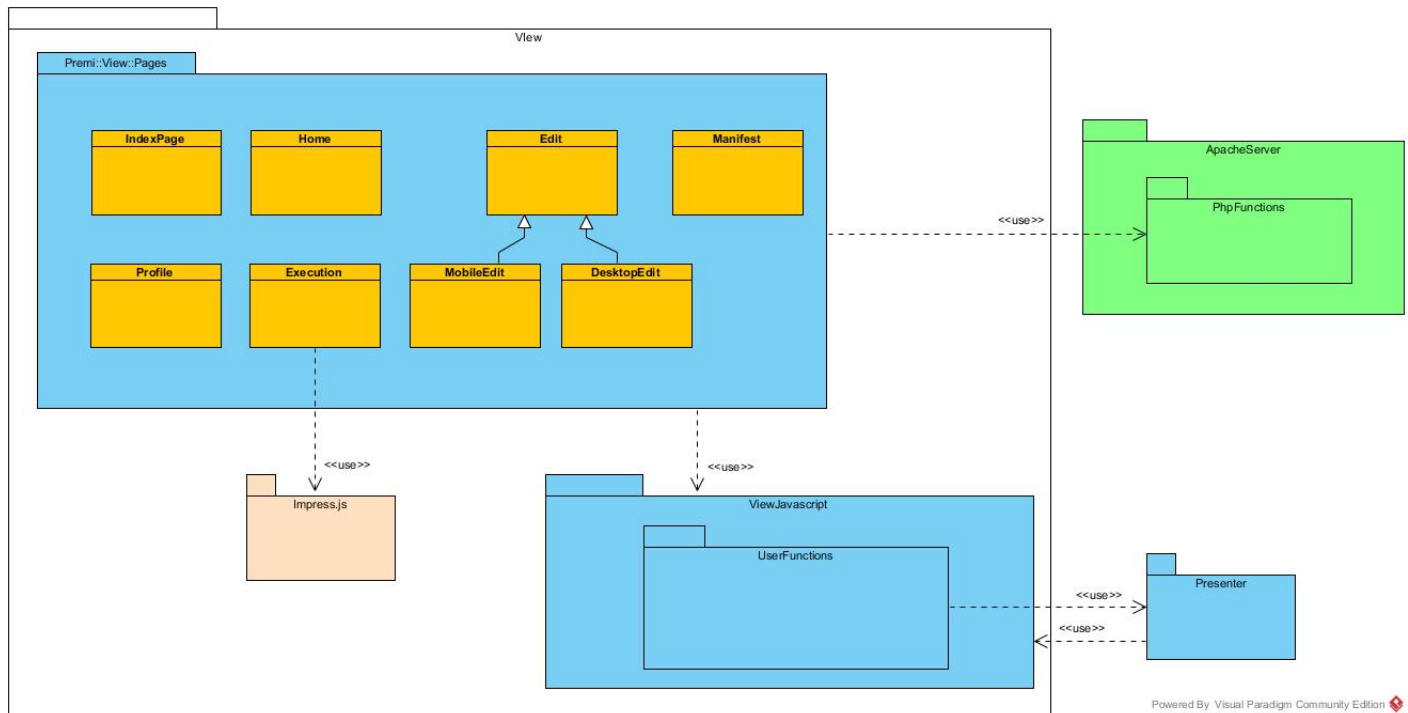 VIew
Premi::View::Pages
IndexPage
Home
Edit
Manifest
Profile
Execution
MobileEdit
DesktopEdit
ApacheServer
PhpFunctions
<<use>>
<<use>>
<<use>>
Impress.js
ViewJavascript
UserFunctions
<<use>>
<<use>>
Presenter
Powered By Visual Paradigm Community Edition